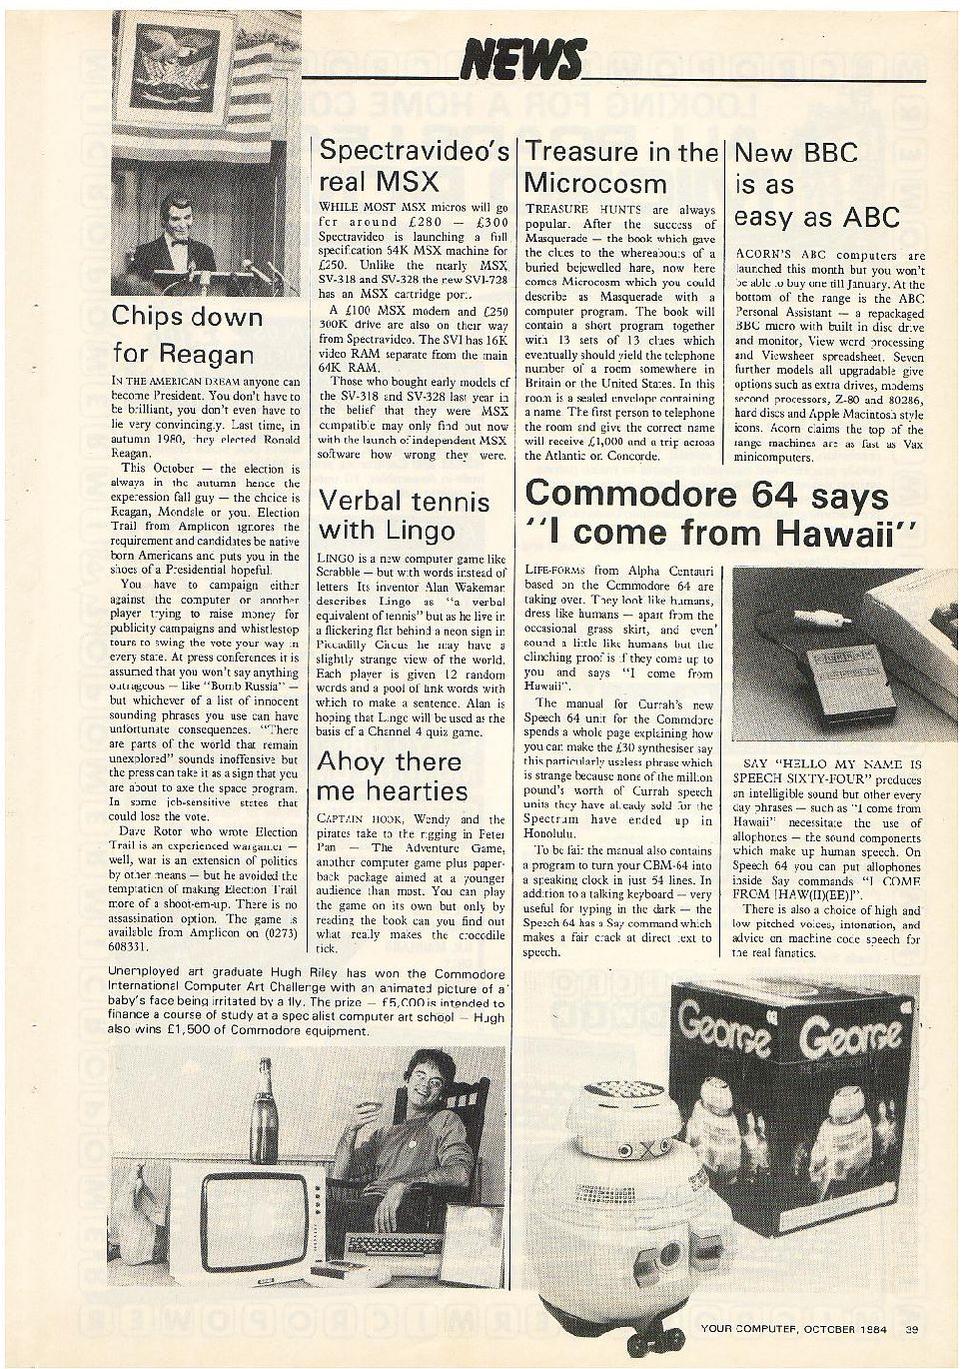 NEWS
Chips down
for Reagan
IN THE AMERICAN DREAM anyone can
become President. You don't have to
be brilliant, you don't even have to
lie very convincingly. Last time, in
autumn 1980, they elected Ronald
Reagan.
This October — the election is
always in the autumn hence the
expression fall guy — the choice is
Reagan, Mondale or you. Election
Trail from Amplicon ignores the
requirement and candidates be native
born Americans and puts you in the
shoes of a Presidential hopeful.
You have to campaign either
against the computer or another
player trying to raise money for
publicity campaigns and whistlestop
tours to swing the vote your way in
every state. At press conferences it is
assumed that you won't say anything
outrageous — like "Bomb Russia" —
but whichever of a list of innocent
sounding phrases you use can have
unfortunate consequences. "There
are parts of the world that remain
unexplored" sounds inoffensive but
the press can take it as a sign that you
are about to axe the space program.
In some job-sensitive states that
could lose the vote.
Dave Rotor who wrote Election
Trail is an experienced wargamer —
well, war is an extension of politics
by other means — but he avoided the
temptation of making Election Trail
more of a shoot-em-up. There is no
assassination option. The game is
available from Amplicon on (0273)
608331.
Spectravideo's
real MSX
WHILE MOST MSX micros will go
for around £280 — £300
Spectravideo is launching a full
specification 64K MSX machine for
£250. Unlike the nearly MSX
SV-318 and SV-328 the new SVI-728
has an MSX cartridge port.
A £100 MSX modem and £250
300K drive are also on their way
from Spectravideo. The SVI has 16K
video RAM separate from the main
64K RAM.
Those who bought early models of
the SV-318 and SV-328 last year in
the belief that they were MSX
compatible may only find out now
with the launch of independent MSX
software how wrong they were.
Verbal tennis
with Lingo
LINGO is a new computer game like
Scrabble — but with words instead of
letters Its inventor Alan Wakeman
describes Lingo as "a verbal
equivalent of tennis" but as he live in
a flickering flat behind a neon sign in
Piccadilly Circus he may have a
slightly strange view of the world.
Each player is given 12 random
words and a pool of link words with
which to make a sentence. Alan is
hoping that Lingo will be used as the
basis of a Channel 4 quiz game.
Ahoy there
me hearties
CAPTAIN HOOK, Wendy and the
pirates take to the rigging in Peter
Pan — The Adventure Game,
another computer game plus paper-
back package aimed at a younger
audience than most. You can play
the game on its own but only by
reading the book can you find out
what really makes the crocodile
tick.
Treasure in the
Microcosm
TREASURE HUNTS are always
popular. After the success of
Masquerade — the book which gave
the clues to the whereabouts of a
buried bejewelled hare, now here
comes Microcosm which you could
describe as Masquerade with a
computer program. The book will
contain a short program together
with 13 sets of 13 clues which
eventually should yield the telephone
number of a room somewhere in
Britain or the United States. In this
room is a sealed envelope containing
a name The first person to telephone
the room and give the correct name
will receive £1,000 and a trip across
the Atlantic on Concorde.
New BBC
is as
easy as ABC
ACORN'S ABC computers are
launched this month but you won't
be able to buy one till January. At the
bottom of the range is the ABC
Personal Assistant — a repackaged
BBC micro with built in disc drive
and monitor, View word processing
and Viewsheet spreadsheet. Seven
further models all upgradable give
options such as extra drives, modems
second processors, Z-80 and 80286,
hard discs and Apple Macintosh style
icons. Acorn claims the top of the
range machines are as fast as Vax
minicomputers.
Commodore 64 says
"I come from Hawaii"
LIFE-FORMS from Alpha Centauri
based on the Commodore 64 are
taking over. They look like humans,
dress like humans — apart from the
occasional grass skirt, and even
sound a little like humans but the
clinching proof is if they come up to
you and says "I come from
Hawaii".
The manual for Currah's new
Speech 64 unit for the Commodore
spends a whole page explaining how
you can make the £30 synthesiser say
this particularly useless phrase which
is strange because none of the million
pound's worth of Currah speech
units they have already sold for the
Spectrum have ended up in
Honolulu.
To be fair the manual also contains
a program to turn your CBM-64 into
a speaking clock in just 54 lines. In
addition to a talking keyboard — very
useful for typing in the dark — the
Speech 64 has a Say command which
makes a fair crack at direct text to
speech.
SAY "HELLO MY NAME IS
SPEECH SIXTY-FOUR" produces
an intelligible sound but other every
day phrases — such as "I come from
Hawaii" necessitate the use of
allophones — the sound components
which make up human speech. On
Speech 64 you can put allophones
inside Say commands "I COME
FROM [HAW(II)(EE)]".
There is also a choice of high and
low pitched voices, intonation, and
advice on machine code speech for
the real fanatics.
Unemployed art graduate Hugh Riley has won the Commodore
International Computer Art Challenge with an animated picture of a
baby's face being irritated by a fly. The prize — £5,000 is intended to
finance a course of study at a specialist computer art school — Hugh
also wins £1,500 of Commodore equipment.
George
George
YOUR COMPUTER, OCTOBER 1984 39